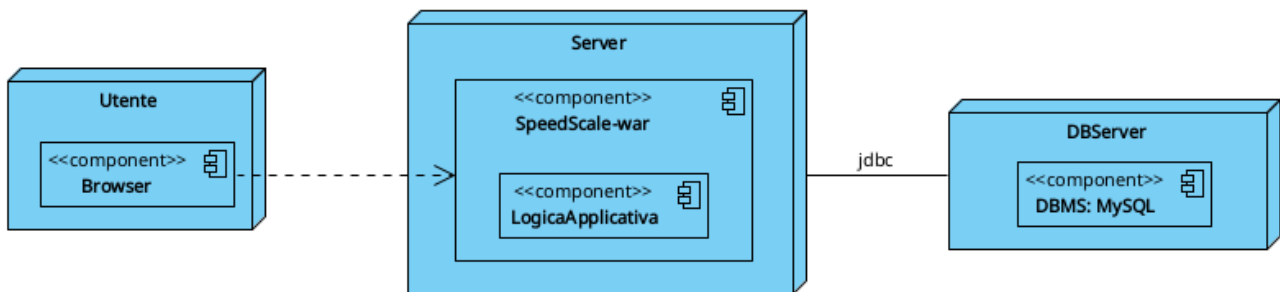 Utente
<<component>>
Browser
Server
<<component>>
SpeedScale-war
<<component>>
LogicaApplicativa
jdbc
DBServer
<<component>>
DBMS: MySQL